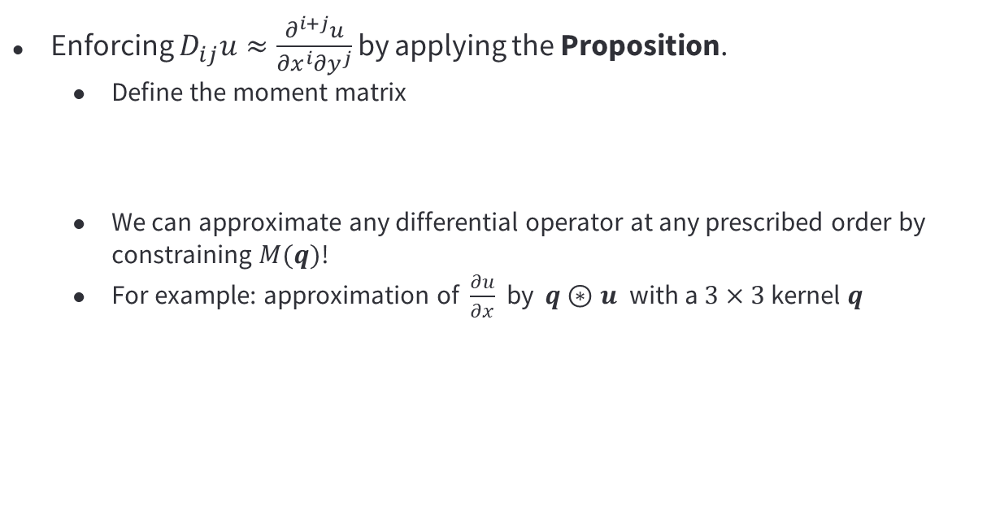 • Enforcing $D_{ij}u \approx \frac{\partial^{i+j}u}{\partial x^i \partial y^j}$ by applying the **Proposition**.
• Define the moment matrix
• We can approximate any differential operator at any prescribed order by
constraining $M(\boldsymbol{q})$!
• For example: approximation of $\frac{\partial u}{\partial x}$ by $\boldsymbol{q} \circledast \boldsymbol{u}$ with a $3 \times 3$ kernel $\boldsymbol{q}$